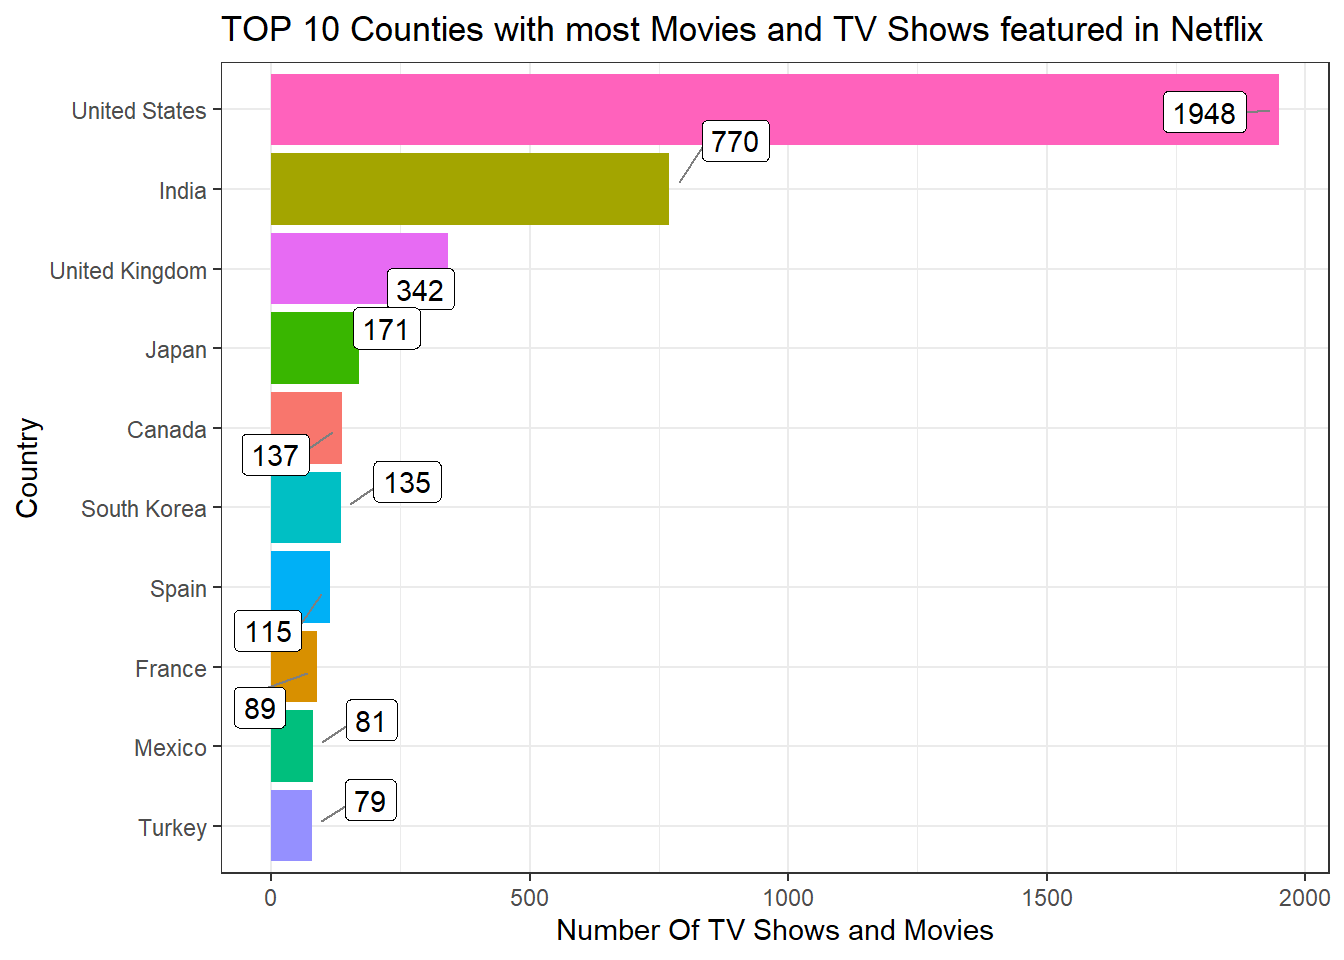 TOP 10 Counties with most Movies and TV Shows featured in Netflix
United States
1948
India
770
United Kingdom
342
Japan
171
Canada
137
South Korea
135
Spain
115
France
89
Mexico
81
Turkey
79
Country
0 500 1000 1500 2000
Number Of TV Shows and Movies